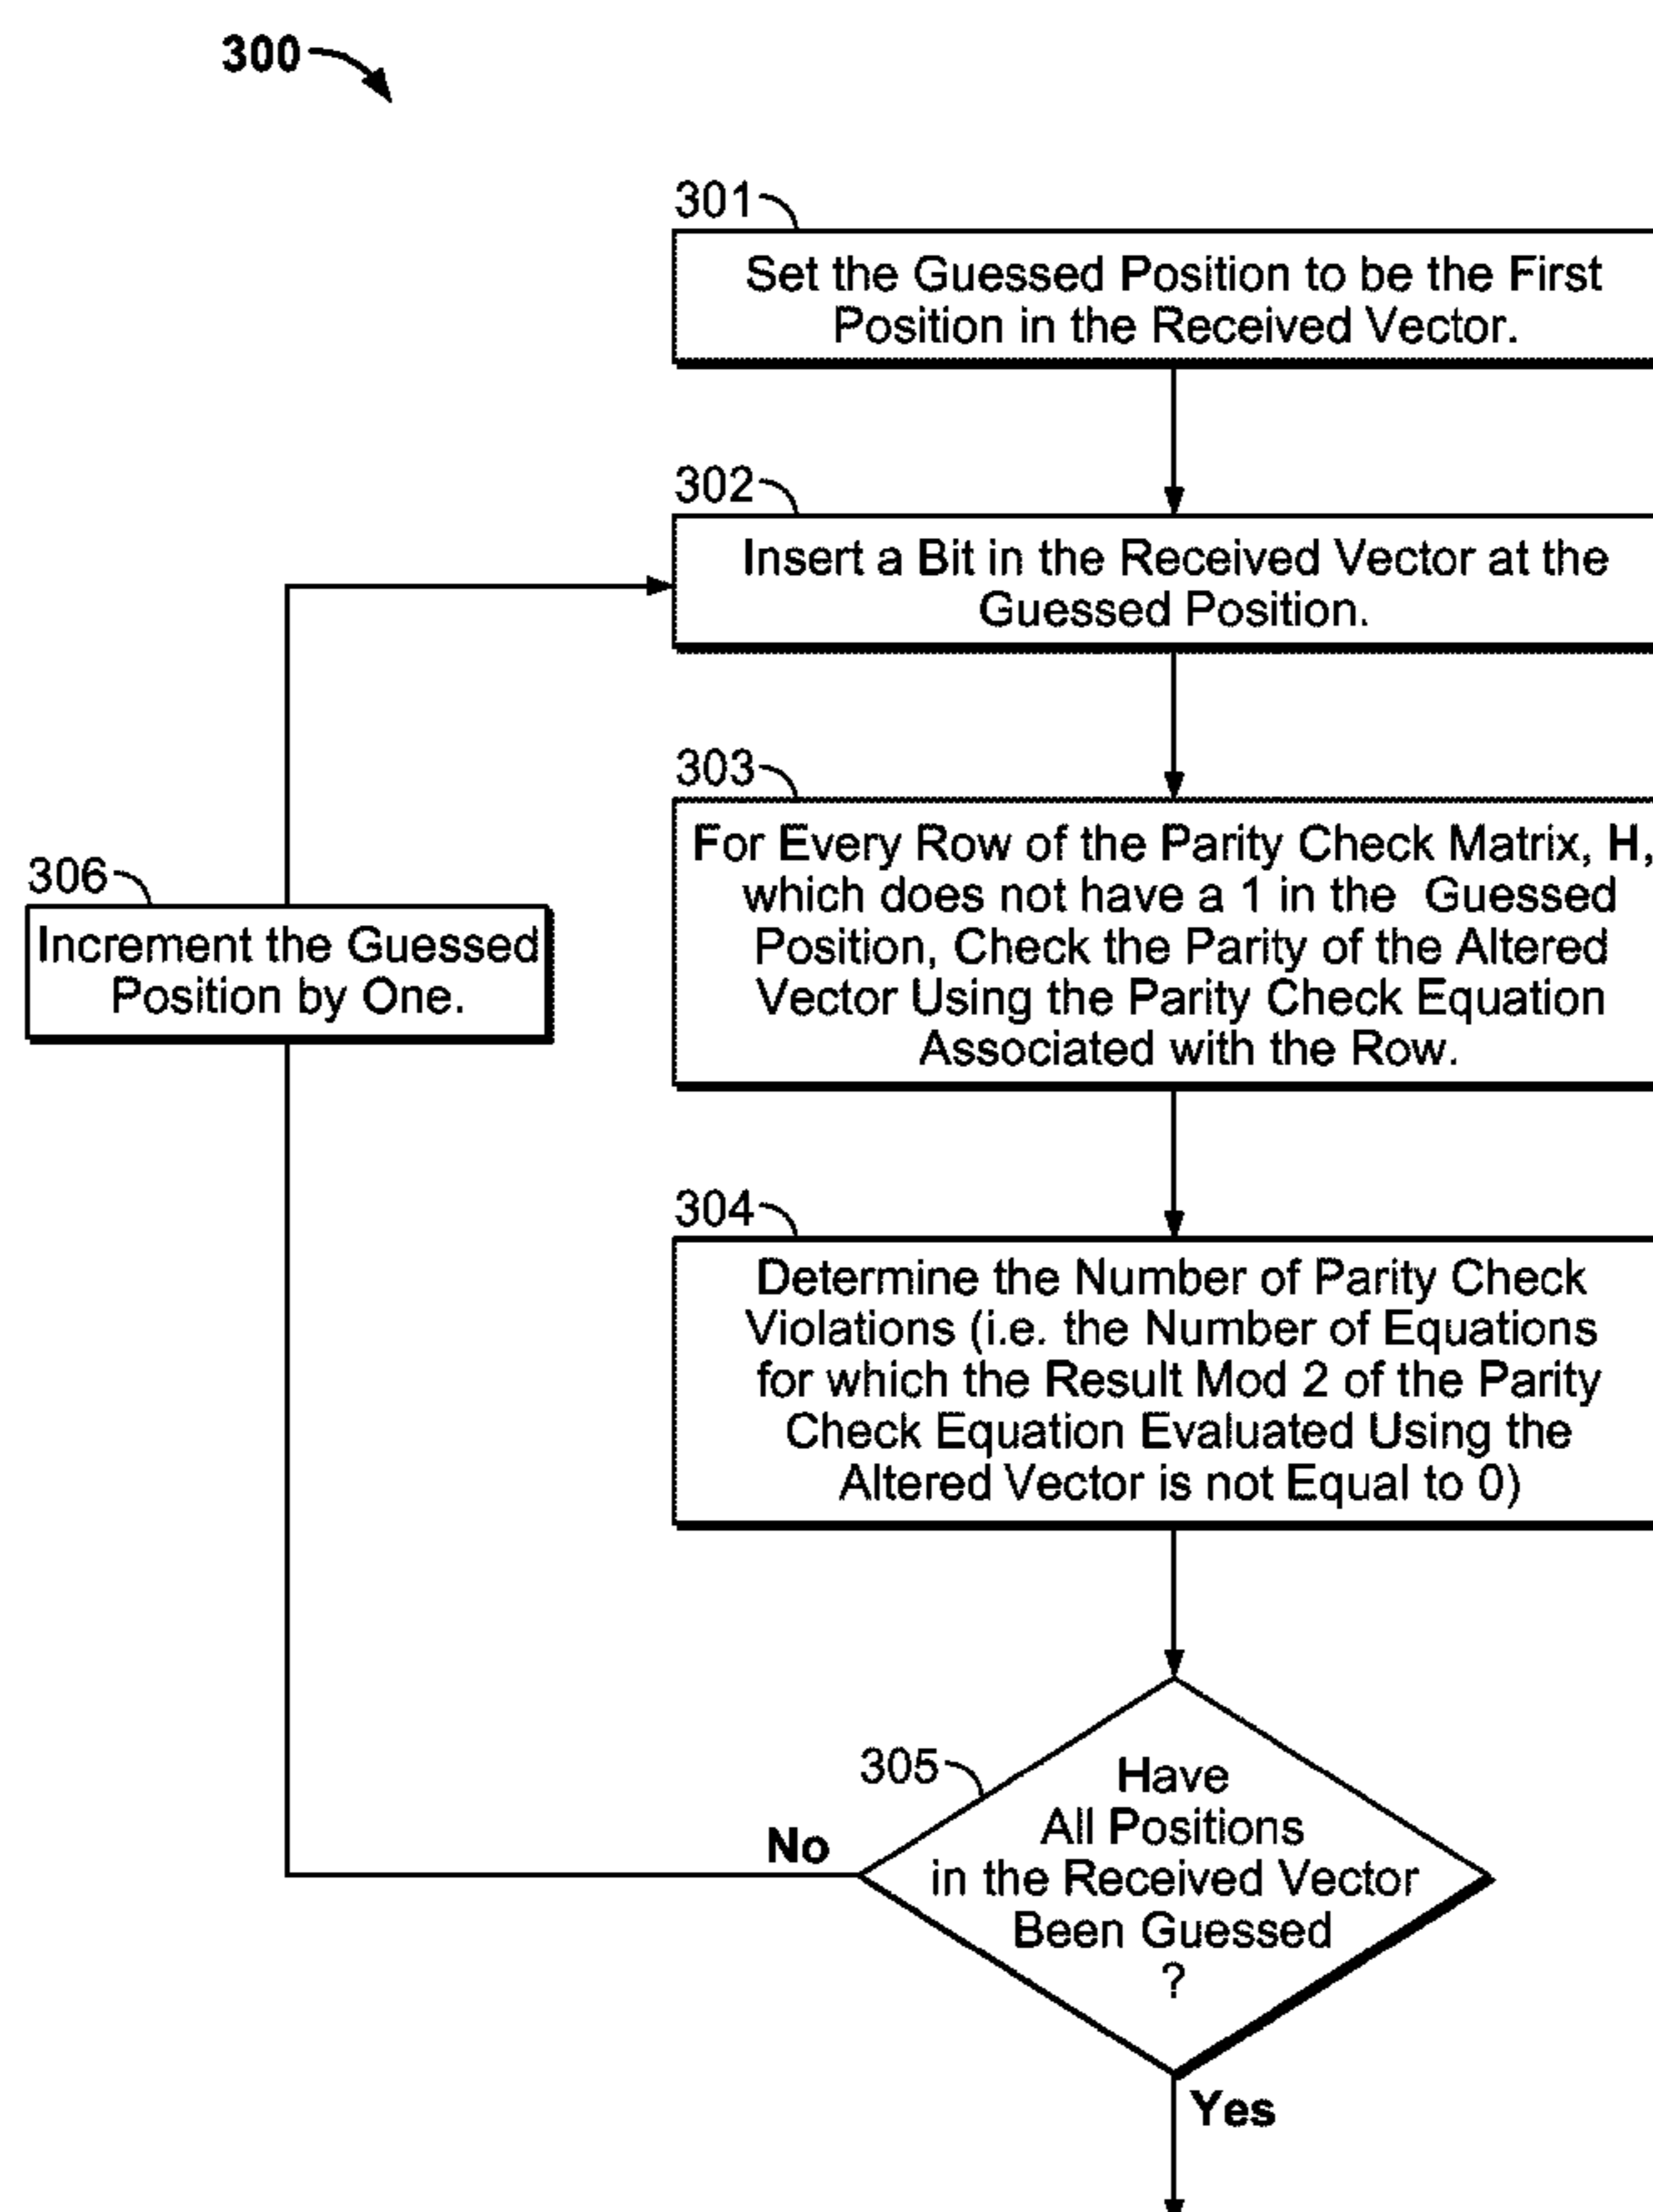 300
301
Set the Guessed Position to be the First
Position in the Received Vector.
302
Insert a Bit in the Received Vector at the
Guessed Position.
303
For Every Row of the Parity Check Matrix, H,
which does not have a 1 in the Guessed
Position, Check the Parity of the Altered
Vector Using the Parity Check Equation
Associated with the Row.
306
Increment the Guessed
Position by One.
304
Determine the Number of Parity Check
Violations (i.e. the Number of Equations
for which the Result Mod 2 of the Parity
Check Equation Evaluated Using the
Altered Vector is not Equal to 0)
305
Have
All Positions
in the Received Vector
Been Guessed
?
No
Yes